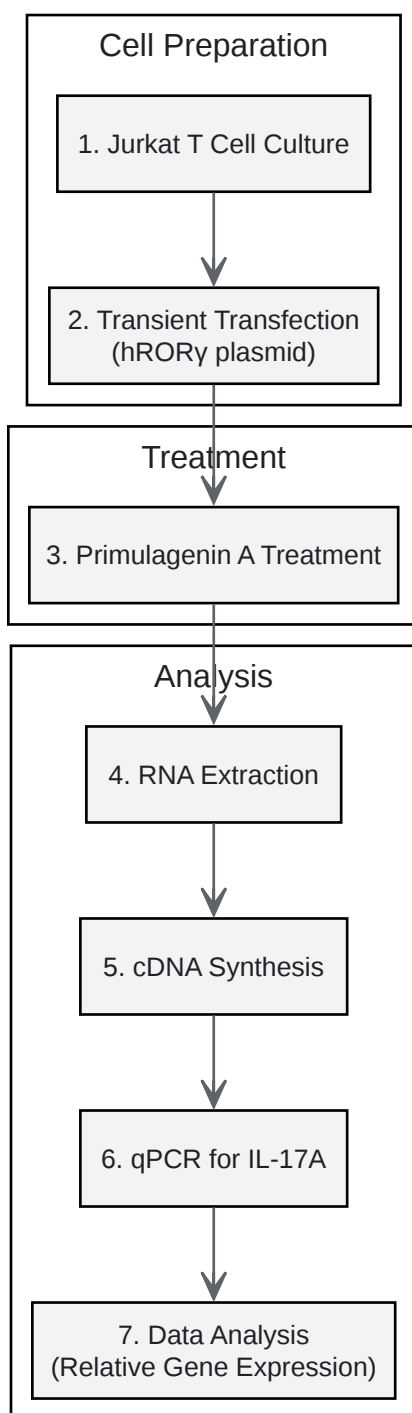 Cell Preparation
1. Jurkat T Cell Culture
2. Transient Transfection
(hRORγ plasmid)
Treatment
3. Primulagenin A Treatment
Analysis
4. RNA Extraction
5. cDNA Synthesis
6. qPCR for IL-17A
7. Data Analysis
(Relative Gene Expression)